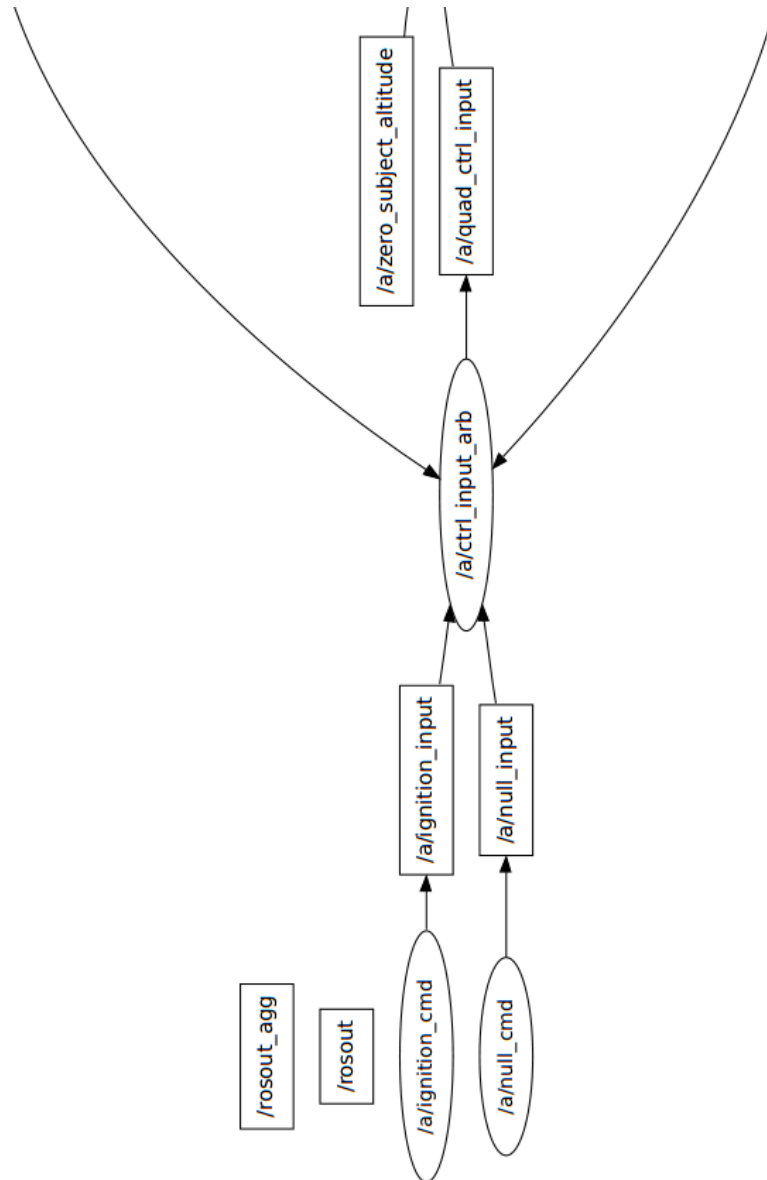 /a/zero_subject_altitude
/a/quad_ctrl_input
/a/ctrl_input_arb
/a/ignition_input
/a/null_input
/rosout_agg
/rosout
/a/ignition_cmd
/a/null_cmd